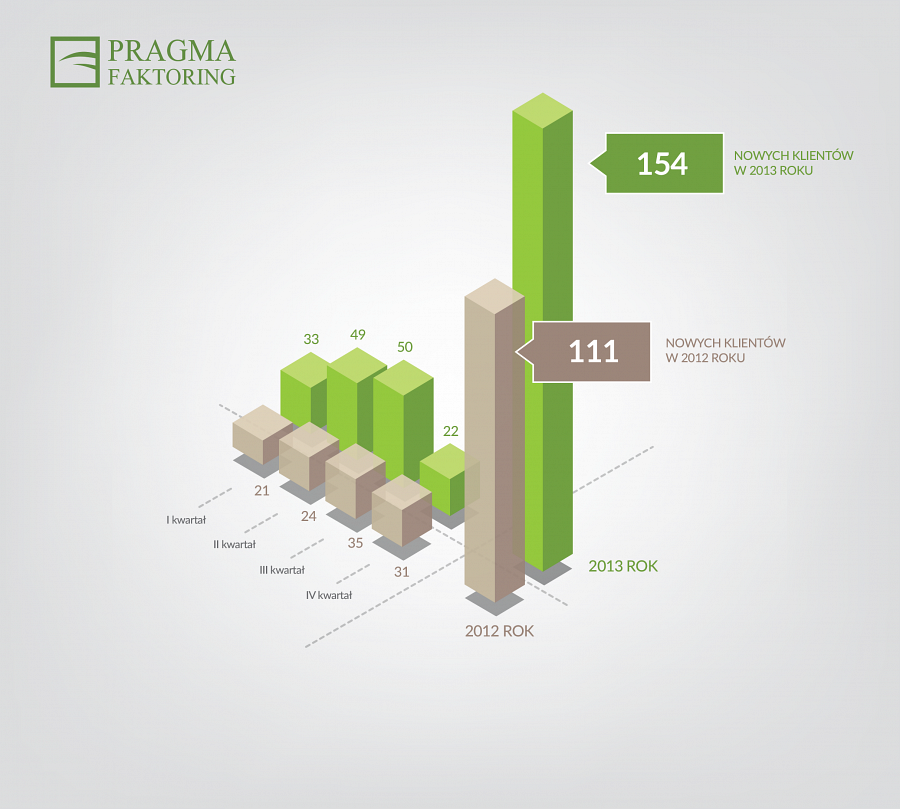 PRAGMA
FAKTORING
154
NOWYCH KLIENTÓW
W 2013 ROKU
111
NOWYCH KLIENTÓW
W 2012 ROKU
33
49
50
22
21
24
35
31
I kwartał
II kwartał
III kwartał
IV kwartał
2013 ROK
2012 ROK